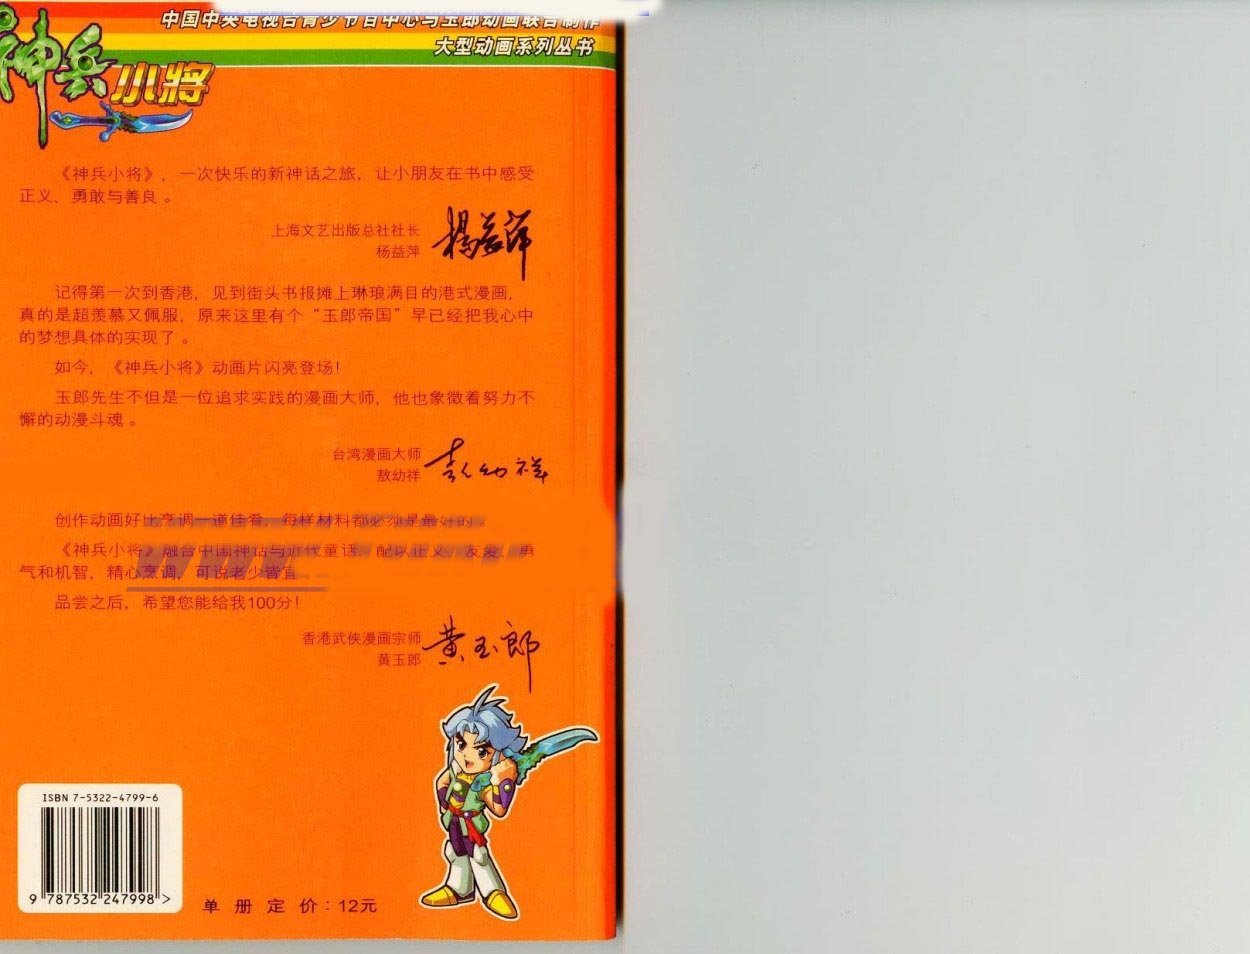 中国中央电视台青少节目中心与玉郎动画联合制作
大型动画系列丛书
神兵小將
《神兵小将》，一次快乐的新神话之旅，让小朋友在书中感受
正义、勇敢与善良。
上海文艺出版总社社长
杨益萍
杨益萍
记得第一次到香港，见到街头书报摊上琳琅满目的港式漫画，
真的是超羡慕又佩服，原来这里有个“玉郎帝国”早已经把我心中
的梦想具体的实现了。
如今，《神兵小将》动画片闪亮登场！
玉郎先生不但是一位追求实践的漫画大师，他也象徵着努力不
懈的动漫斗魂。
台湾漫画大师
敖幼祥
敖幼祥
创作动画好比烹调一道佳肴，每样材料都必须是最好的。
《神兵小将》融合中国神话与近代童话，配以正义、友爱、勇
气和机智，精心烹调，可说老少皆宜
品尝之后，希望您能给我100分！
香港武侠漫画宗师
黄玉郎
黄玉郎
ISBN 7-5322-4799-6
9 787532 247998 >
单 册 定 价：12元